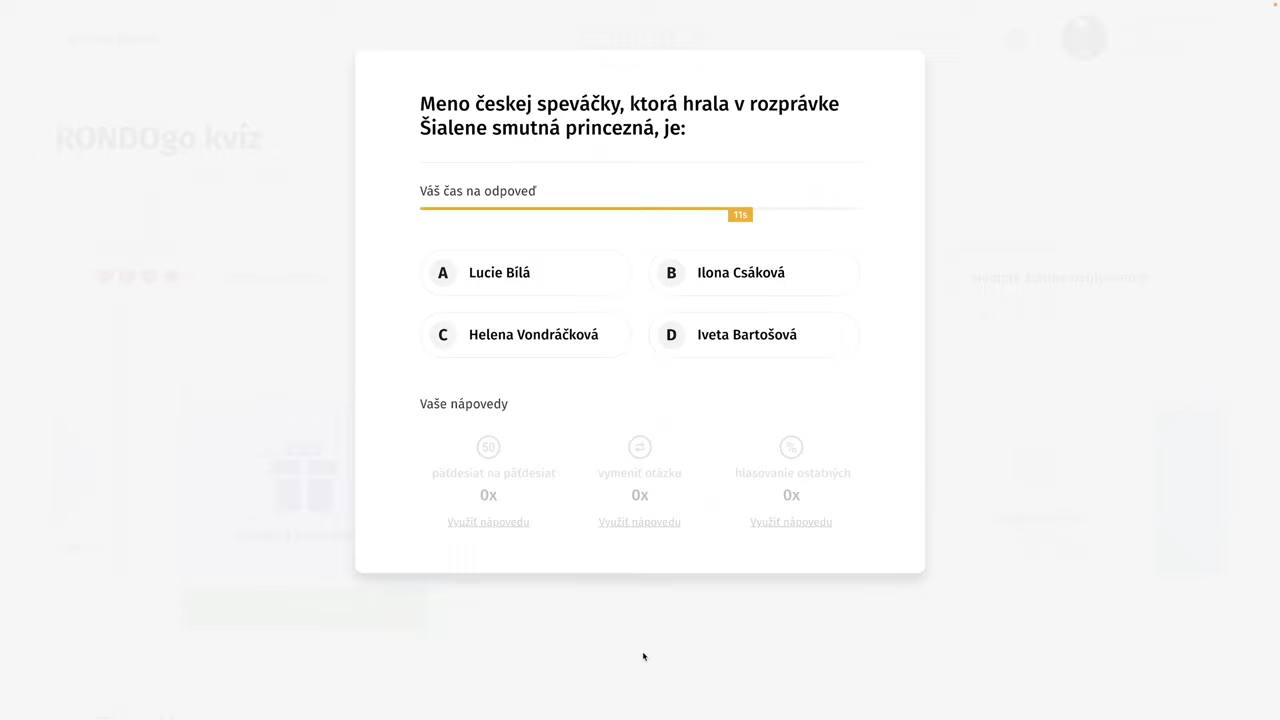 RONDOgo kvíz
Meno českej speváčky, ktorá hrala v rozprávke
Šialene smutná princezná, je:
Váš čas na odpoveď
11s
A Lucie Bílá
B Ilona Csáková
C Helena Vondráčková
D Iveta Bartošová
Vaše nápovedy
50
%
päťdesiat na päťdesiat
vymeniť otázku
hlasovanie ostatných
0x
0x
0x
Využiť nápovedu
Využiť nápovedu
Využiť nápovedu